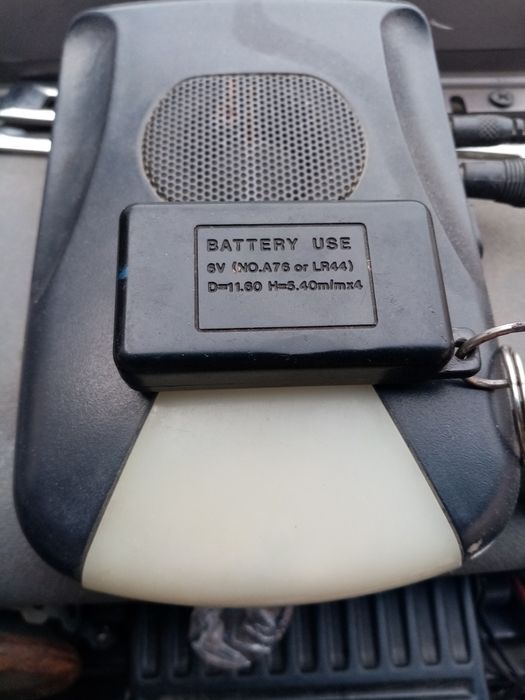 BATTERY USE
6V (NO.A76 or LR44)
D=11.60 H=5.40m/mx4